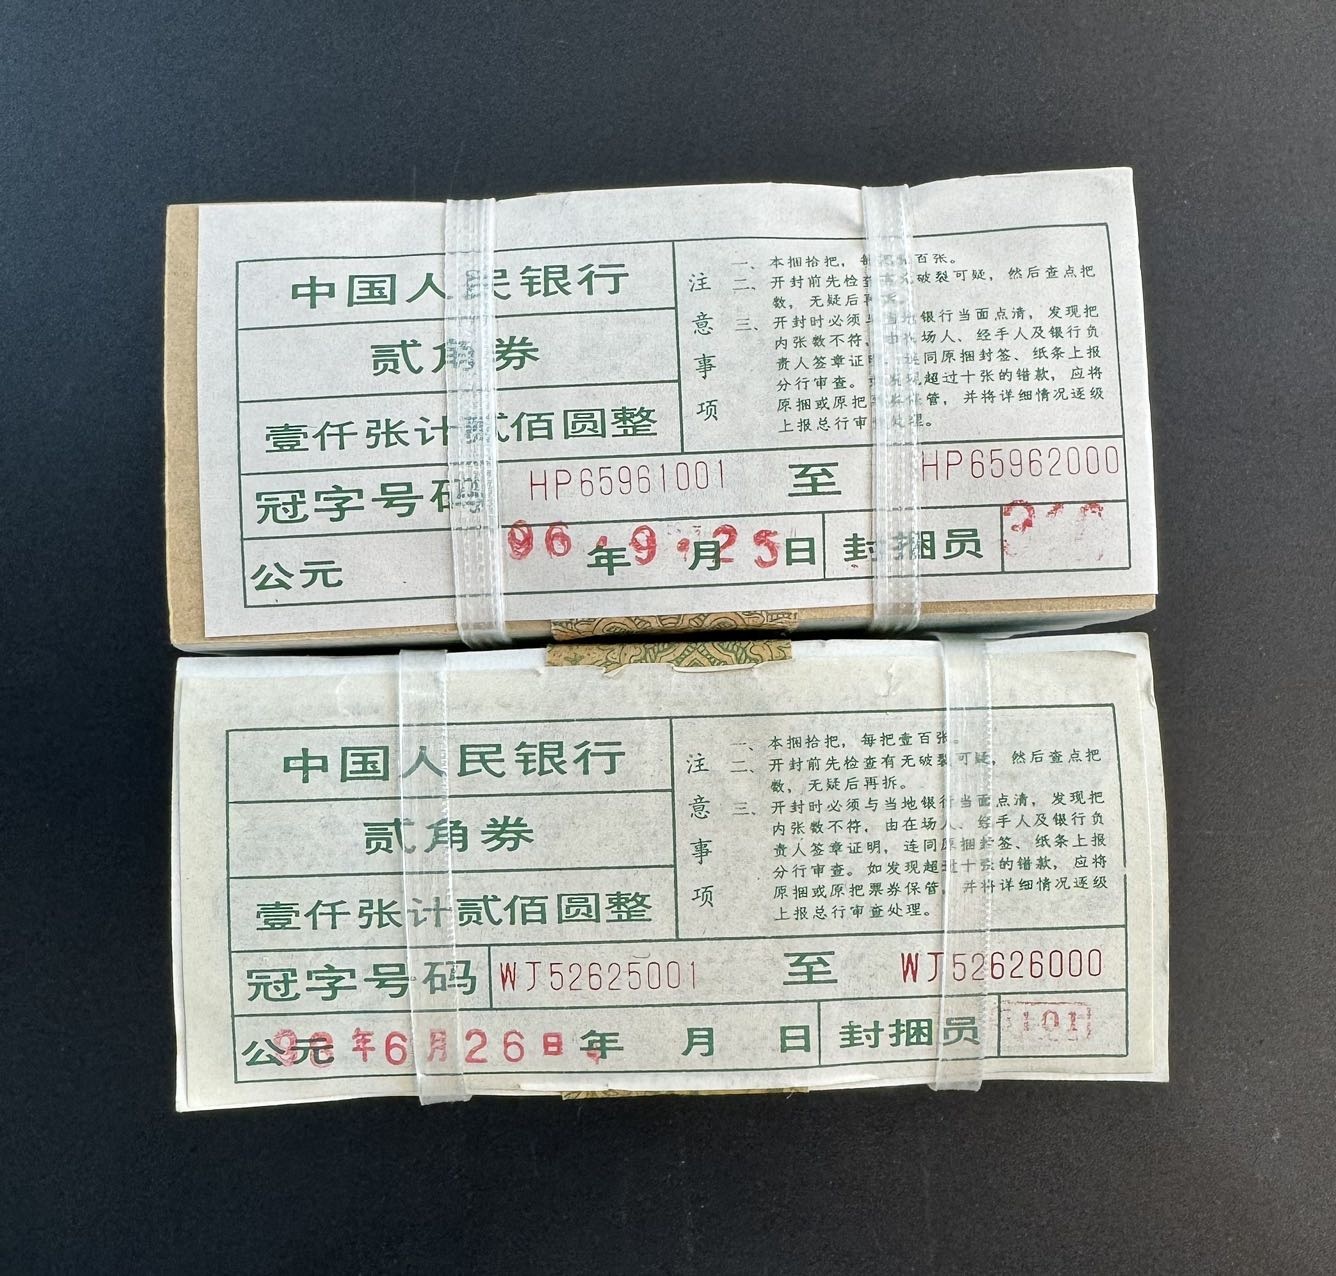 中国人民银行
贰角券
壹仟张计贰佰圆整
注意事项
一、本捆拾把，每 百张。
二、开封前先检查有无破裂可疑，然后查点把
数，无疑后再
三、开封时必须与当地银行当面点清，发现把
内张数不符，由在场人、经手人及银行负
责人签章证 连同原捆封签、纸条上报
分行审查。 超过十张的错款，应将
原捆或原把 保管，并将详细情况逐级
上报总行审 处理。
冠字号码 HP65961001 至 HP65962000
公元 96年9月25日 封捆员
中国人民银行
贰角券
壹仟张计贰佰圆整
注意事项
一、本捆拾把，每把壹百张。
二、开封前先检查有无破裂可疑，然后查点把
数，无疑后再拆。
三、开封时必须与当地银行当面点清，发现把
内张数不符，由在场人、经手人及银行负
责人签章证明，连同原捆封签、纸条上报
分行审查。如发现超过十张的错款，应将
原捆或原把票券保管，并将详细情况逐级
上报总行审查处理。
冠字号码 WJ52625001 至 WJ52626000
公元 98年6月26日 年 月 日 封捆员 101